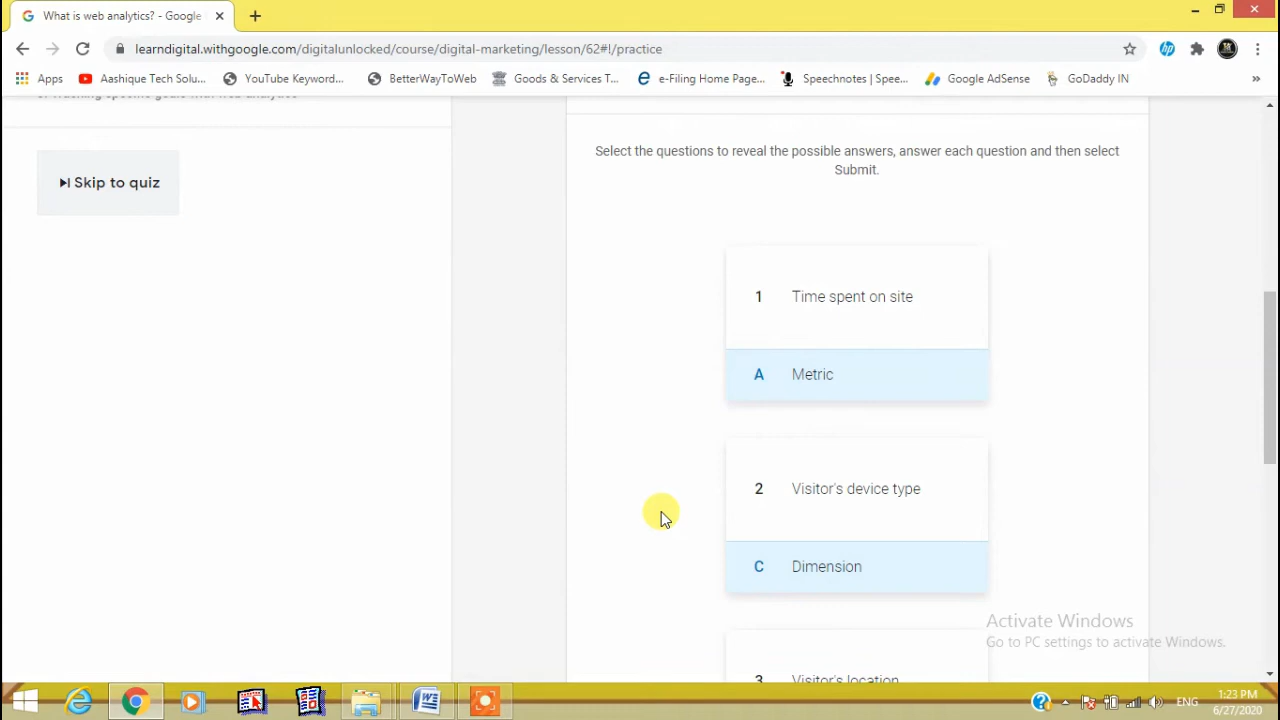 What is web analytics? - Google
learndigital.withgoogle.com/digitalunlocked/course/digital-marketing/lesson/62#!/practice
Apps
Aashique Tech Solu...
YouTube Keyword...
BetterWayToWeb
Goods & Services T...
e-Filing Home Page...
Speechnotes | Spee...
Google AdSense
GoDaddy IN
»
Skip to quiz
Select the questions to reveal the possible answers, answer each question and then select
Submit.
1 Time spent on site
A Metric
2 Visitor's device type
C Dimension
3 Visitor's location
Activate Windows
Go to PC settings to activate Windows.
ENG
1:23 PM
6/27/2020